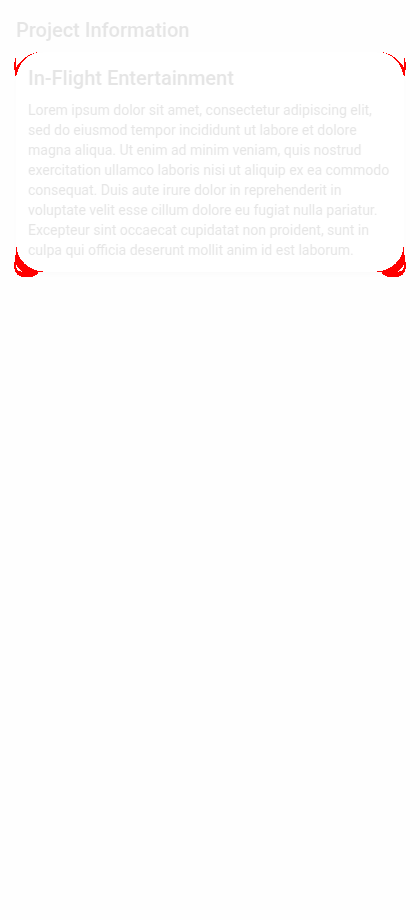 Project Information
In-Flight Entertainment
Lorem ipsum dolor sit amet, consectetur adipiscing elit,
sed do eiusmod tempor incididunt ut labore et dolore
magna aliqua. Ut enim ad minim veniam, quis nostrud
exercitation ullamco laboris nisi ut aliquip ex ea commodo
consequat. Duis aute irure dolor in reprehenderit in
voluptate velit esse cillum dolore eu fugiat nulla pariatur.
Excepteur sint occaecat cupidatat non proident, sunt in
culpa qui officia deserunt mollit anim id est laborum.